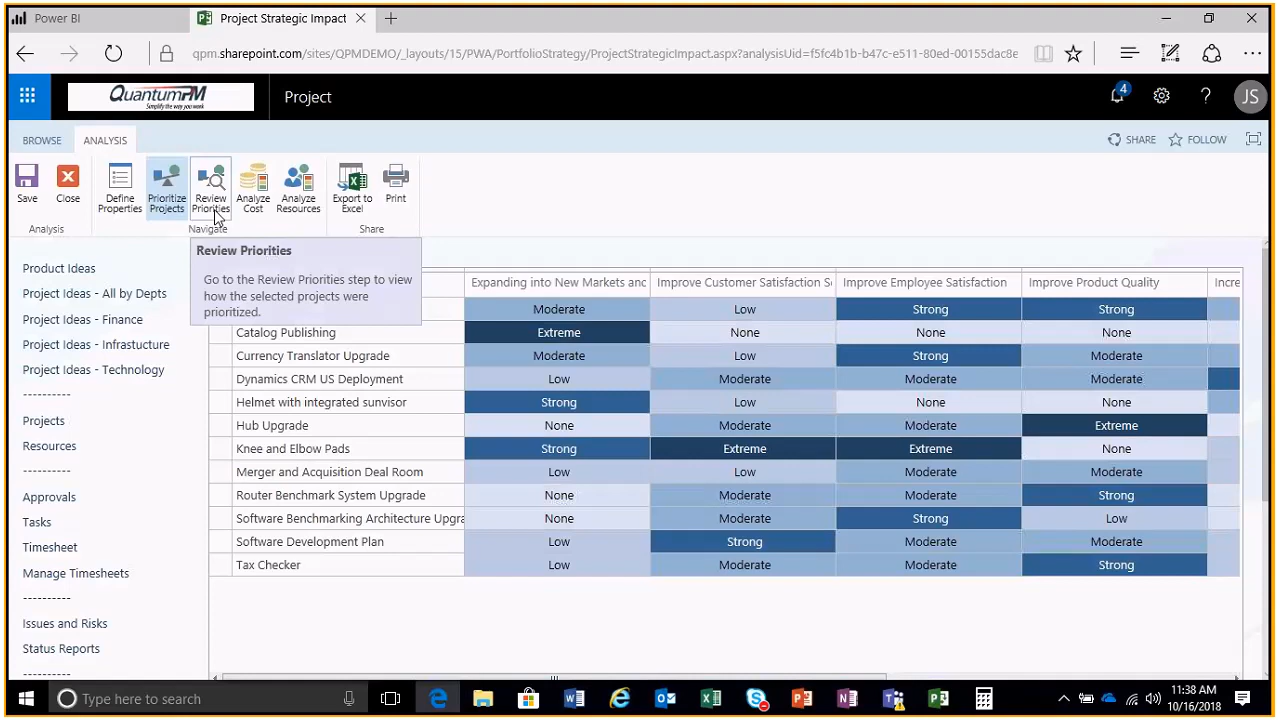 Power BI
Project Strategic Impact
qpm.sharepoint.com/sites/QPMDEMO/_layouts/15/PWA/PortfolioStrategy/ProjectStrategicImpact.aspx?analysisUid=f5fc4b1b-b47c-e511-80ed-00155dac8e
QuantumPM
Simplify the way you work
Project
4
?
JS
BROWSE
ANALYSIS
SHARE
FOLLOW
Save
Close
Define Properties
Prioritize Projects
Review Priorities
Analyze Cost
Analyze Resources
Export to Excel
Print
Analysis
Navigate
Share
Review Priorities
Go to the Review Priorities step to view
how the selected projects were
prioritized.
Product Ideas
Project Ideas - All by Depts
Project Ideas - Finance
Project Ideas - Infrastucture
Project Ideas - Technology
----------
Projects
Resources
----------
Approvals
Tasks
Timesheet
Manage Timesheets
----------
Issues and Risks
Status Reports
----------
Expanding into New Markets anc Improve Customer Satisfaction Sc Improve Employee Satisfaction Improve Product Quality Incre
Moderate Low Strong Strong
Catalog Publishing Extreme None None None
Currency Translator Upgrade Moderate Low Strong Moderate
Dynamics CRM US Deployment Low Moderate Moderate Moderate
Helmet with integrated sunvisor Strong Low None None
Hub Upgrade None Moderate Moderate Extreme
Knee and Elbow Pads Strong Extreme Extreme None
Merger and Acquisition Deal Room Low Low Moderate Moderate
Router Benchmark System Upgrade None Moderate Moderate Strong
Software Benchmarking Architecture Upgra None Moderate Strong Low
Software Development Plan Low Strong Moderate Moderate
Tax Checker Low Moderate Moderate Strong
Type here to search
11:38 AM
10/16/2018